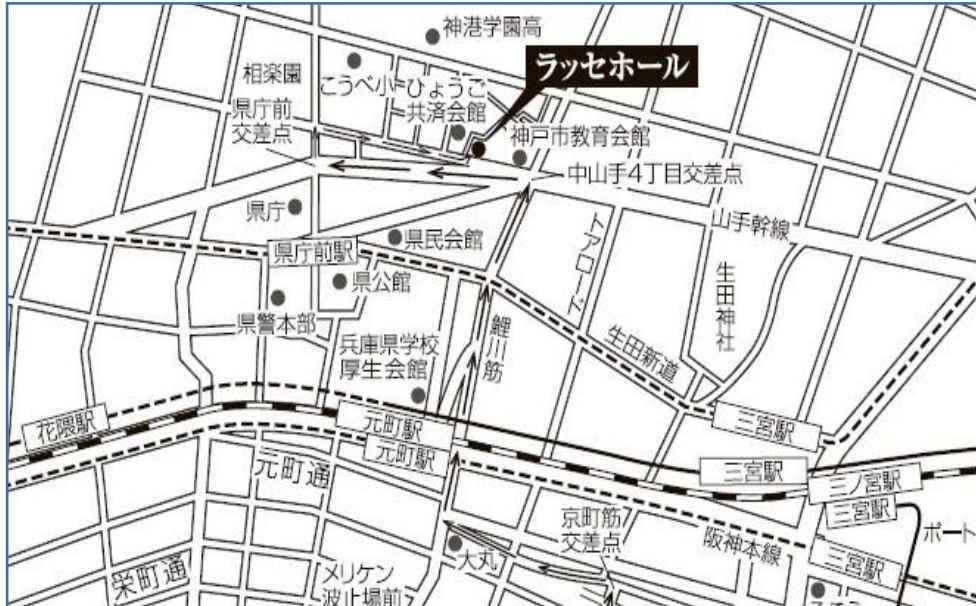 神港学園高
ラッセホール
相楽園
こうべ小
ひょうご
共済会館
県庁前
交差点
神戸市教育会館
中山手4丁目交差点
県庁
山手幹線
県民会館
トアロード
県庁前駅
生田神社
県公館
県警本部
鯉川筋
兵庫県学校
厚生会館
生田新道
花隈駅
元町駅
三宮駅
元町駅
元町通
三宮駅
三ノ宮駅
三宮駅
京町筋
交差点
阪神本線
ポート
大丸
三宮駅
栄町通
メリケン
波止場前